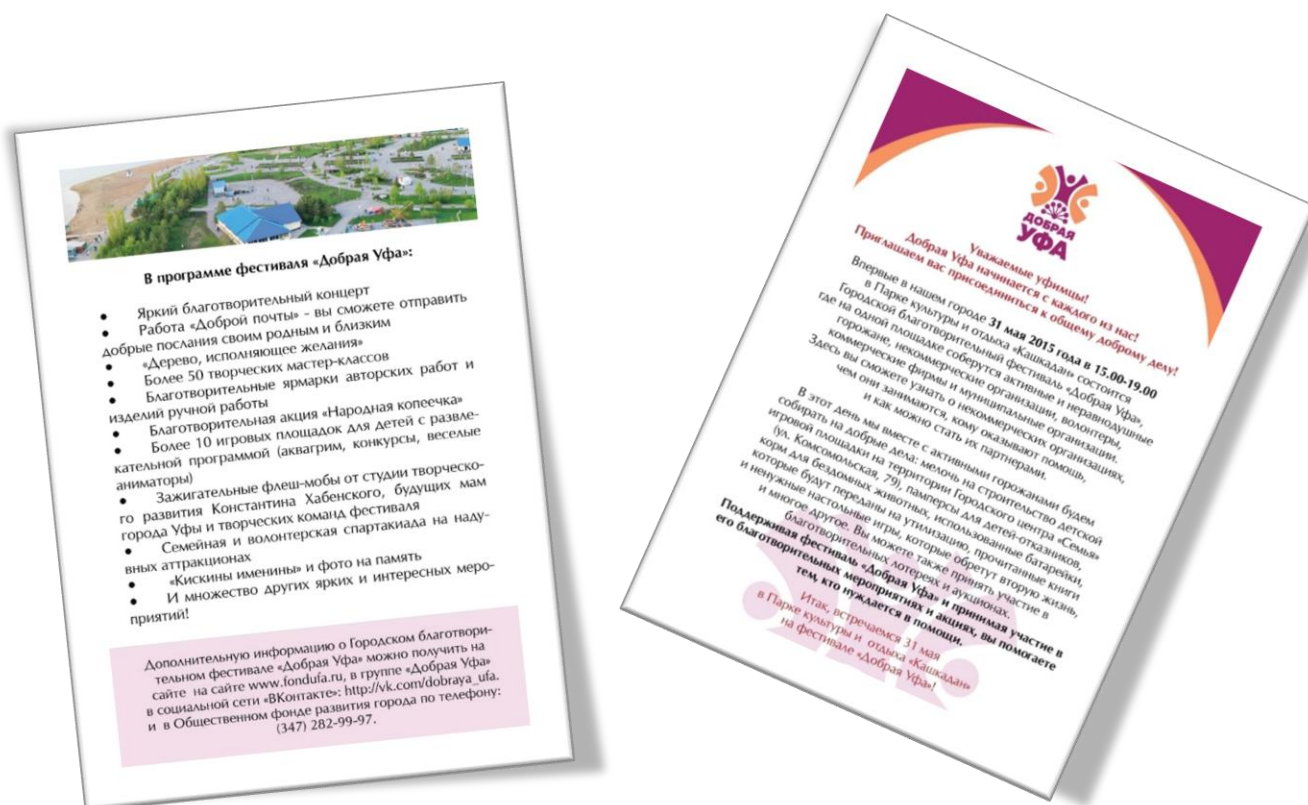 В программе фестиваля «Добрая Уфа»:
● Яркий благотворительный концерт
● Работа «Доброй почты» - вы сможете отправить
добрые послания своим родным и близким
● «Дерево, исполняющее желания»
● Более 50 творческих мастер-классов
● Благотворительные ярмарки авторских работ и
изделий ручной работы
● Благотворительная акция «Народная копеечка»
● Более 10 игровых площадок для детей с развле-
кательной программой (аквагрим, конкурсы, веселые
аниматоры)
● Зажигательные флеш-мобы от студии творческо-
го развития Константина Хабенского, будущих мам
города Уфы и творческих команд фестиваля
● Семейная и волонтерская спартакиада на наду-
вных аттракционах
● «Кискины именины» и фото на память
● И множество других ярких и интересных меро-
приятий!
Дополнительную информацию о Городском благотвори-
тельном фестивале «Добрая Уфа» можно получить на
сайте на сайте www.fondufa.ru, в группе «Добрая Уфа»
в социальной сети «ВКонтакте»: http://vk.com/dobraya_ufa.
и в Общественном фонде развития города по телефону:
(347) 282-99-97.
ДОБРАЯ
УФА
Уважаемые уфимцы!
Добрая Уфа начинается с каждого из нас!
Приглашаем вас присоединиться к общему доброму делу!
Впервые в нашем городе 31 мая 2015 года в 15.00-19.00
в Парке культуры и отдыха «Кашкадан» состоится
Городской благотворительный фестиваль «Добрая Уфа»,
где на одной площадке соберутся активные и неравнодушные
горожане, некоммерческие организации, волонтеры,
коммерческие фирмы и муниципальные организации.
Здесь вы сможете узнать о некоммерческих организациях,
чем они занимаются, кому оказывают помощь,
и как можно стать их партнерами.
В этот день мы вместе с активными горожанами будем
собирать на добрые дела: мелочь на строительство детской
игровой площадки на территории Городского центра «Семья»
(ул. Комсомольская, 79), памперсы для детей-отказников,
корм для бездомных животных, использованные батарейки,
которые будут переданы на утилизацию, прочитанные книги
и ненужные настольные игры, которые обретут вторую жизнь,
и многое другое. Вы можете также принять участие в
благотворительных лотереях и аукционах.
Поддерживая фестиваль «Добрая Уфа» и принимая участие в
его благотворительных мероприятиях и акциях, вы помогаете
тем, кто нуждается в помощи.
Итак, встречаемся 31 мая
в Парке культуры и отдыха «Кашкадан»
на фестивале «Добрая Уфа»!